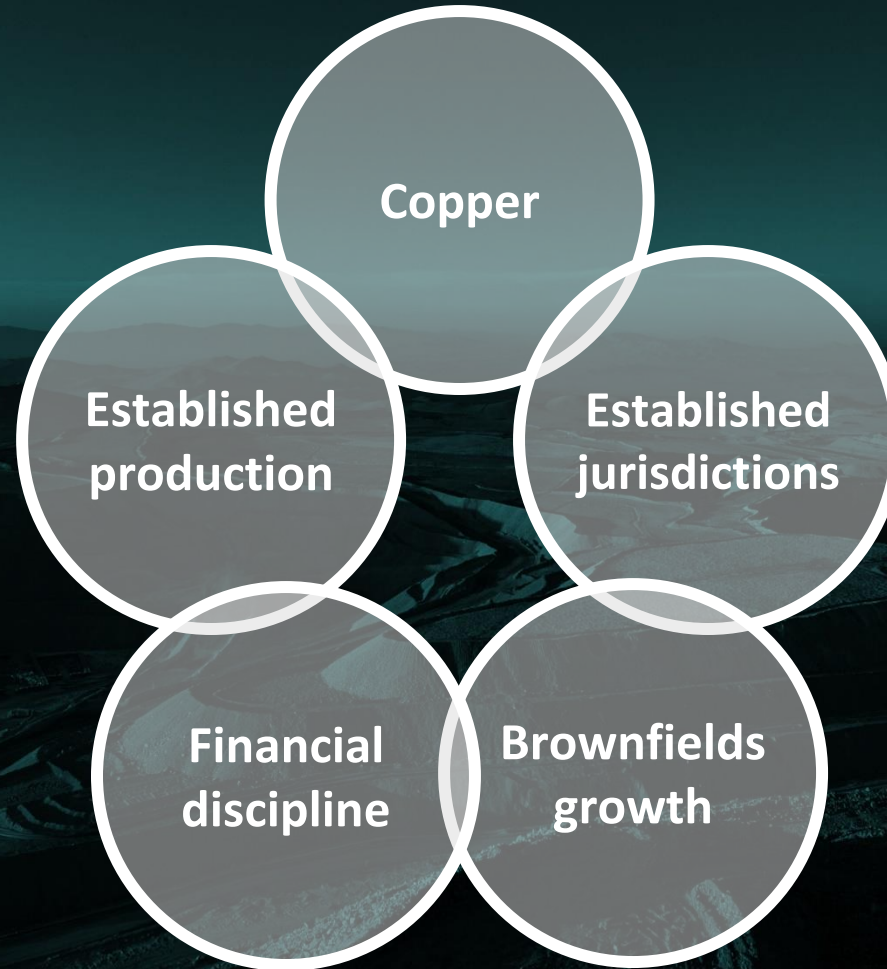 Copper
Established
production
Established
jurisdictions
Financial
discipline
Brownfields
growth